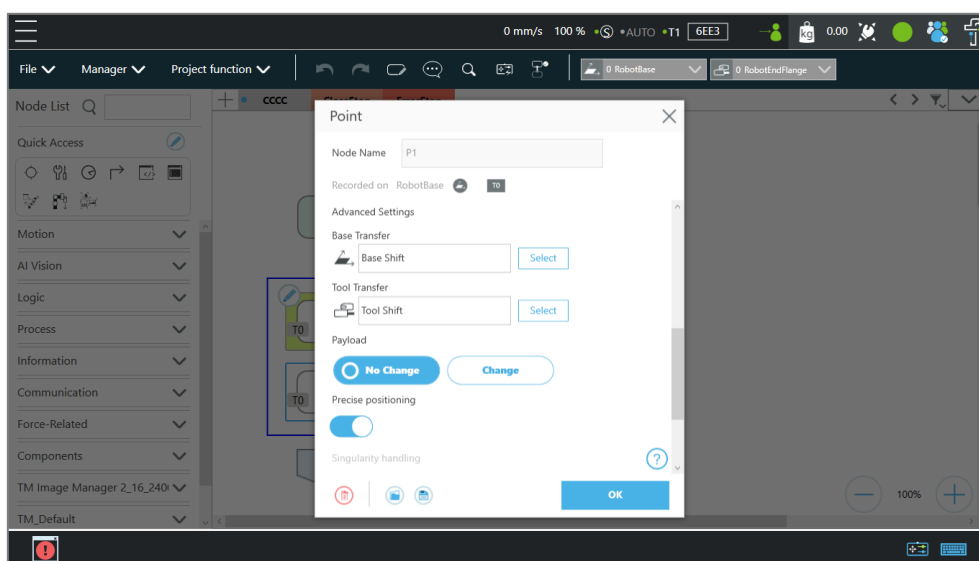 0 mm/s 100 % S AUTO T1 6EE3 kg 0.00
File Manager Project function 0 RobotBase 0 RobotEndFlange
Node List
Quick Access
Motion
AI Vision
Logic
Process
Information
Communication
Force-Related
Components
TM Image Manager 2_16_240
TM_Default
cccc
Point
Node Name P1
Recorded on RobotBase T0
Advanced Settings
Base Transfer
Base Shift Select
Tool Transfer
Tool Shift Select
Payload
No Change Change
Precise positioning
Singularity handling
?
OK
T0
T0
100%